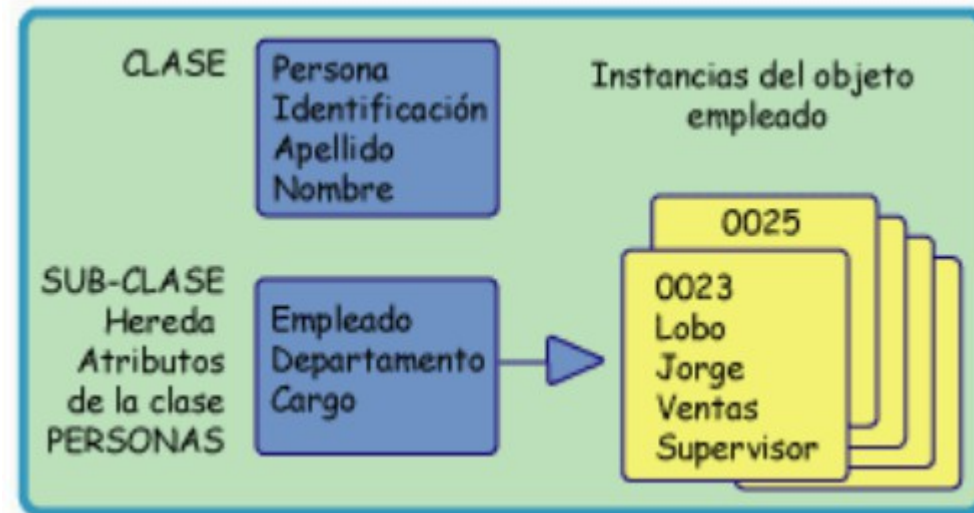 CLASE
Persona
Identificación
Apellido
Nombre
Instancias del objeto
empleado
SUB-CLASE
Hereda
Atributos
de la clase
PERSONAS
Empleado
Departamento
Cargo
0025
0023
Lobo
Jorge
Ventas
Supervisor